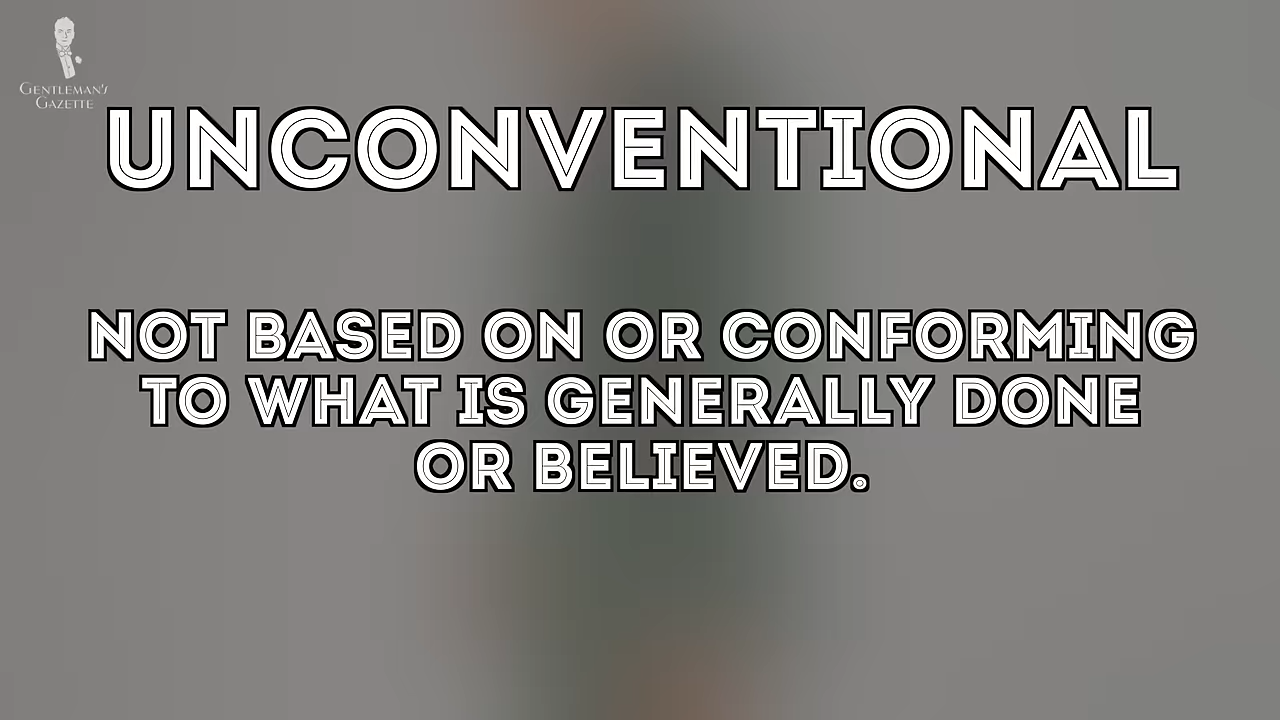 GENTLEMAN'S
GAZETTE
UNCONVENTIONAL
NOT BASED ON OR CONFORMING
TO WHAT IS GENERALLY DONE
OR BELIEVED.